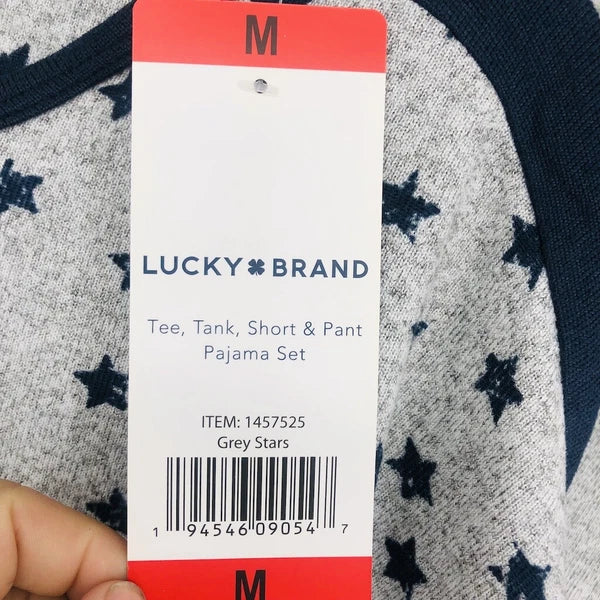 M
LUCKY BRAND
Tee, Tank, Short & Pant
Pajama Set
ITEM: 1457525
Grey Stars
1 94546 09054 7
M